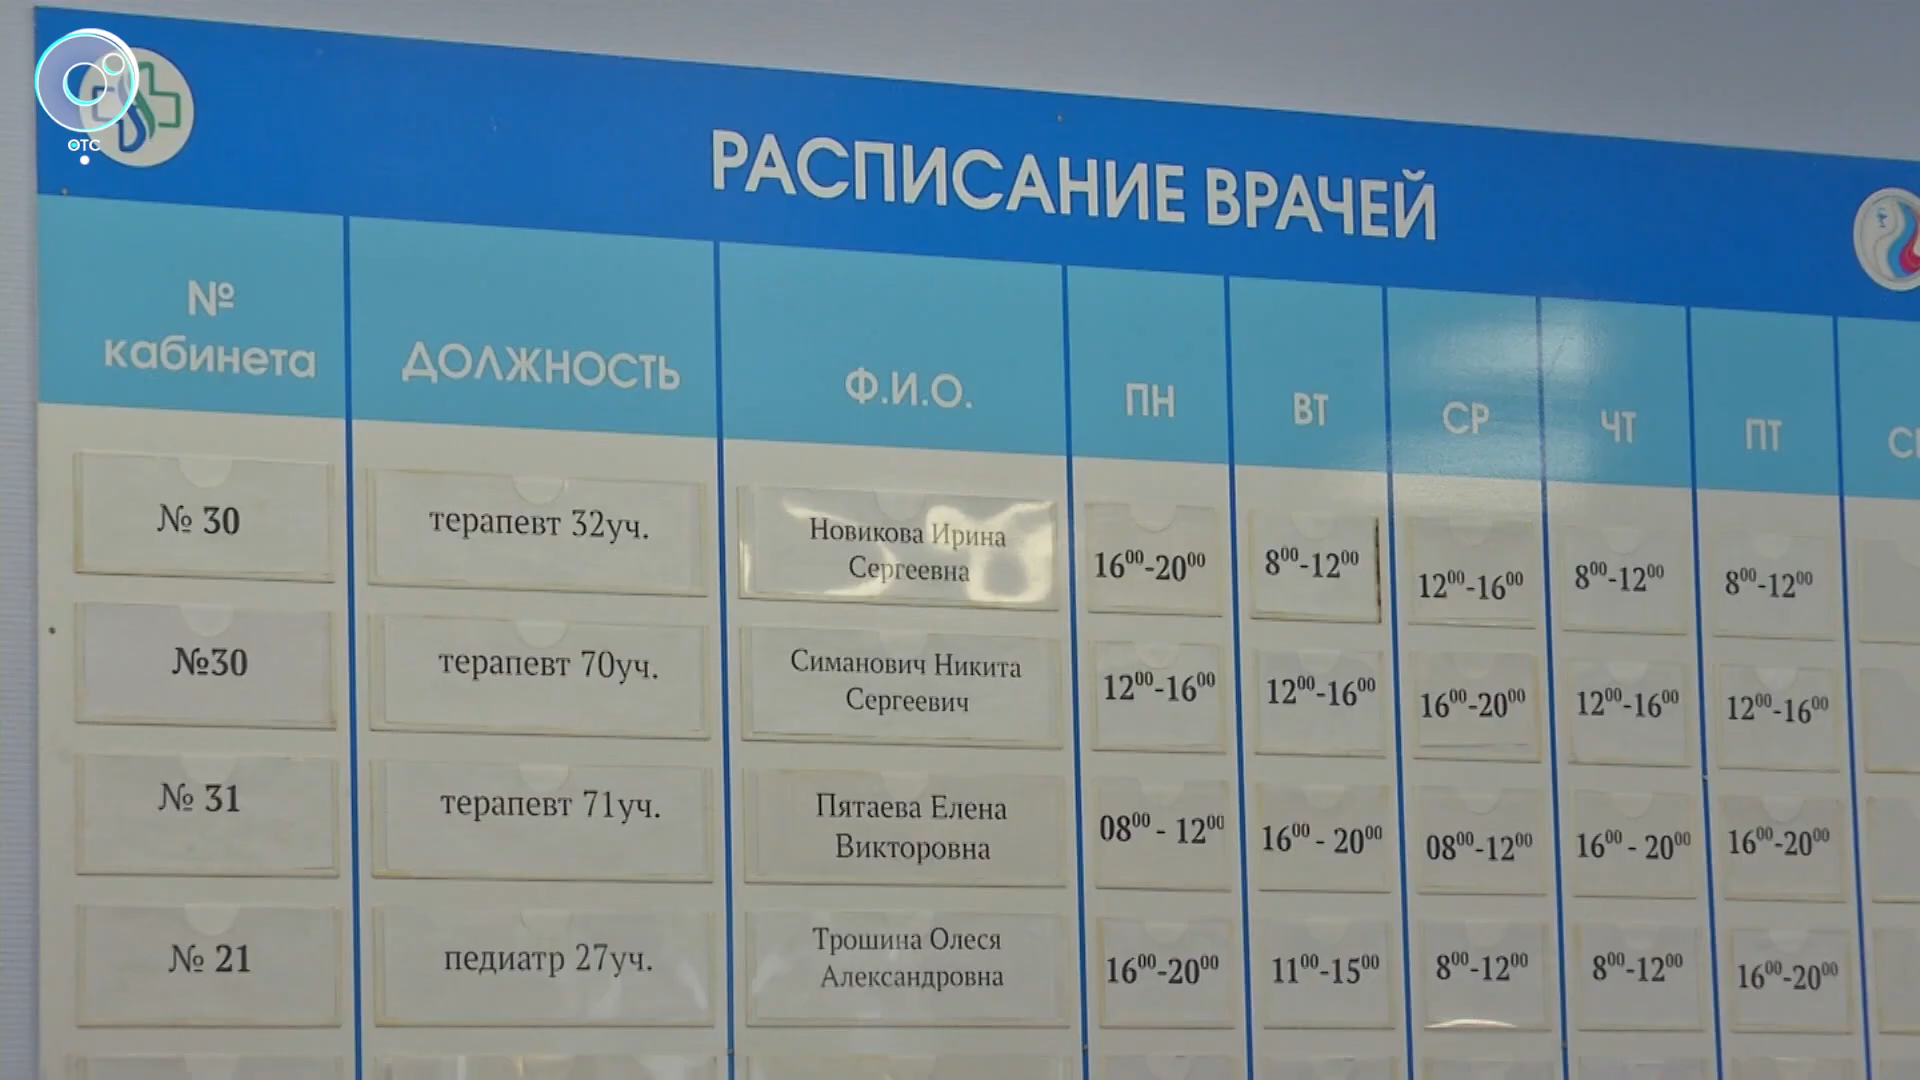 ОТС
РАСПИСАНИЕ ВРАЧЕЙ
№
кабинета
ДОЛЖНОСТЬ
Ф.И.О.
ПН
ВТ
СР
ЧТ
ПТ
№ 30
терапевт 32уч.
Новикова Ирина
Сергеевна
16⁰⁰-20⁰⁰
8⁰⁰-12⁰⁰
12⁰⁰-16⁰⁰
8⁰⁰-12⁰⁰
8⁰⁰-12⁰⁰
№30
терапевт 70уч.
Симанович Никита
Сергеевич
12⁰⁰-16⁰⁰
12⁰⁰-16⁰⁰
16⁰⁰-20⁰⁰
12⁰⁰-16⁰⁰
12⁰⁰-16⁰⁰
№ 31
терапевт 71уч.
Пятаева Елена
Викторовна
08⁰⁰ - 12⁰⁰
16⁰⁰ - 20⁰⁰
08⁰⁰-12⁰⁰
16⁰⁰ - 20⁰⁰
16⁰⁰-20⁰⁰
№ 21
педиатр 27уч.
Трошина Олеся
Александровна
16⁰⁰-20⁰⁰
11⁰⁰-15⁰⁰
8⁰⁰-12⁰⁰
8⁰⁰-12⁰⁰
16⁰⁰-20⁰⁰